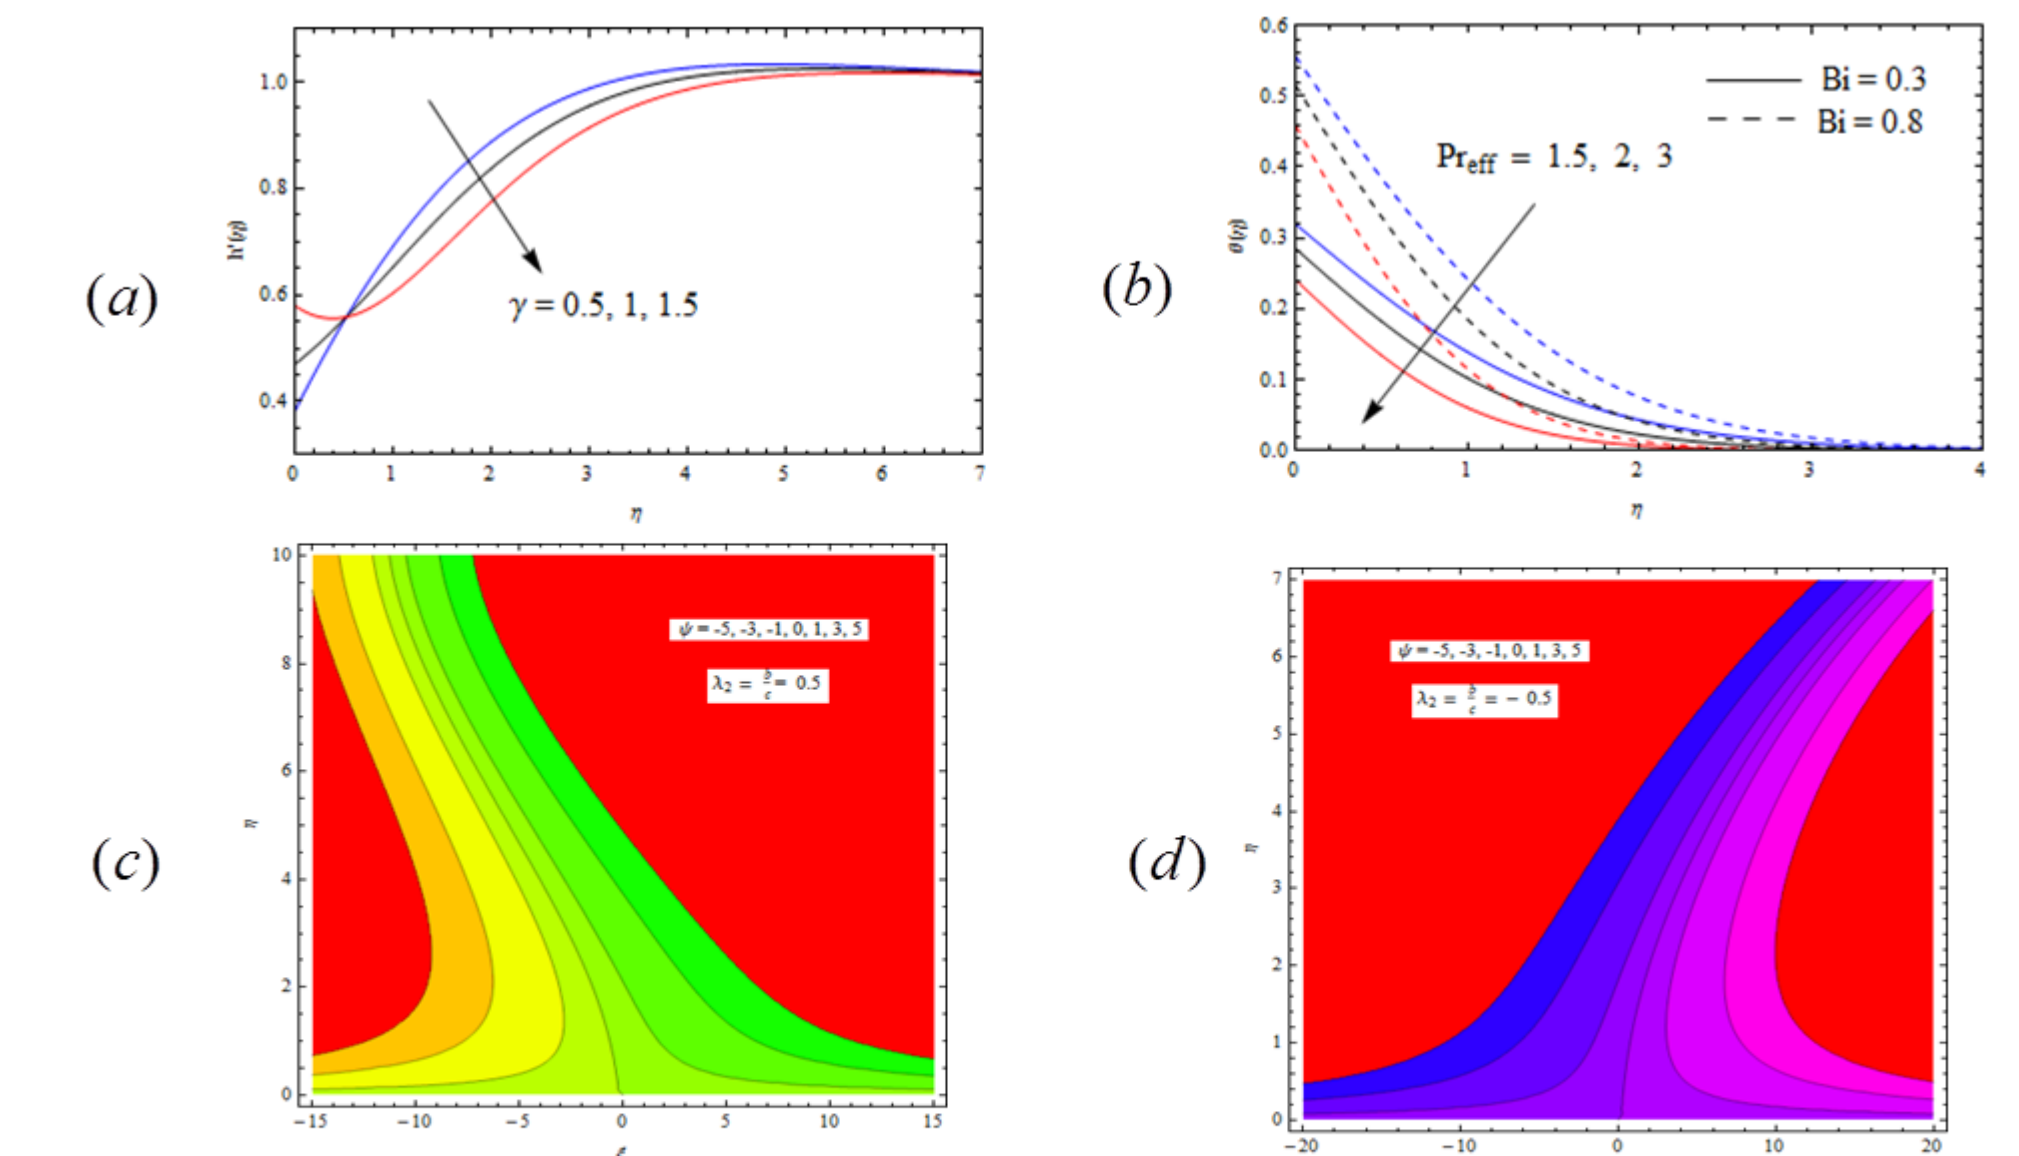 (a)
h'(η)
1.0
0.8
0.6
0.4
0 1 2 3 4 5 6 7
η
γ = 0.5, 1, 1.5
(b)
θ(η)
0.6
0.5
0.4
0.3
0.2
0.1
0.0
0 1 2 3 4
η
Bi = 0.3
Bi = 0.8
Pr_eff = 1.5, 2, 3
(c)
η
10
8
6
4
2
0
−15 −10 −5 0 5 10 15
ψ = -5, -3, -1, 0, 1, 3, 5
λ₂ = b/c = 0.5
(d)
η
7
6
5
4
3
2
1
0
−20 −10 0 10 20
ψ = -5, -3, -1, 0, 1, 3, 5
λ₂ = b/c = − 0.5